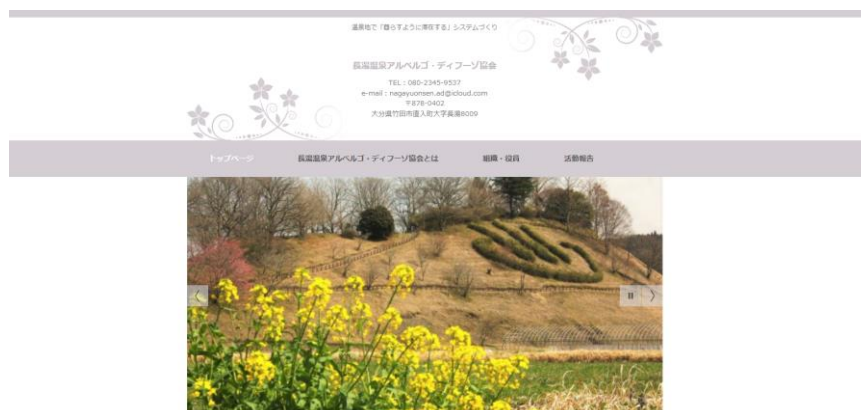 温泉地で「暮らすように滞在する」システムづくり
長湯温泉アルベルゴ・ディフーゾ協会
TEL：080-2345-9537
e-mail：nagayuonsen.ad@icloud.com
〒878-0402
大分県竹田市直入町大字長湯8009
トップページ　長湯温泉アルベルゴ・ディフーゾ協会とは　組織・役員　活動報告